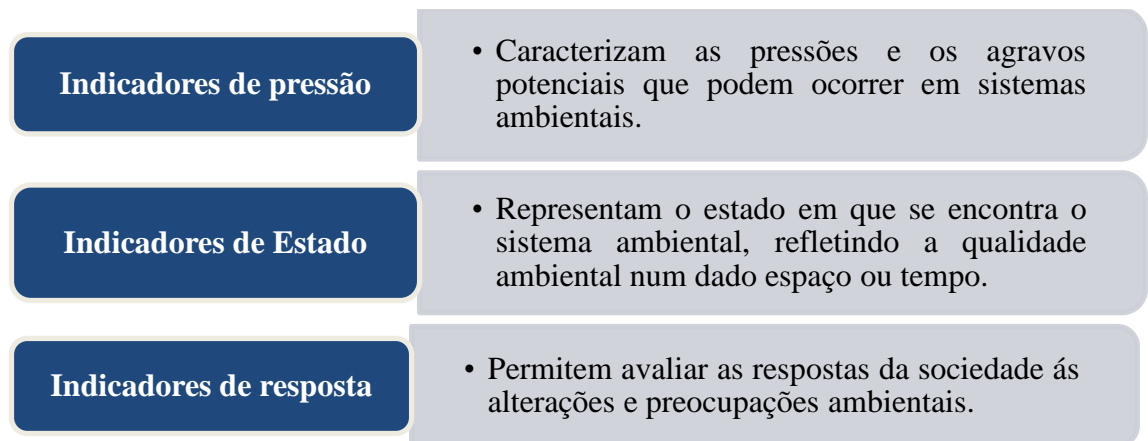 Indicadores de pressão
• Caracterizam as pressões e os agravos
potenciais que podem ocorrer em sistemas
ambientais.
Indicadores de Estado
• Representam o estado em que se encontra o
sistema ambiental, refletindo a qualidade
ambiental num dado espaço ou tempo.
Indicadores de resposta
• Permitem avaliar as respostas da sociedade ás
alterações e preocupações ambientais.